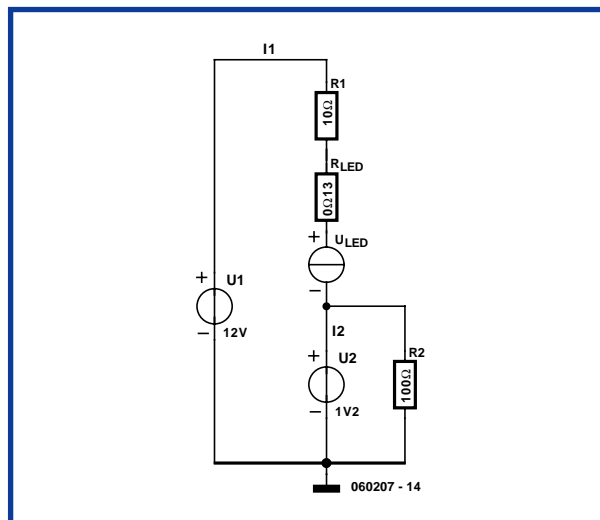 I1
R1
10Ω
RLED
0Ω13
+
ULED
−
+
U1
−
12V
I2
+
U2
−
1V2
R2
100Ω
060207 - 14